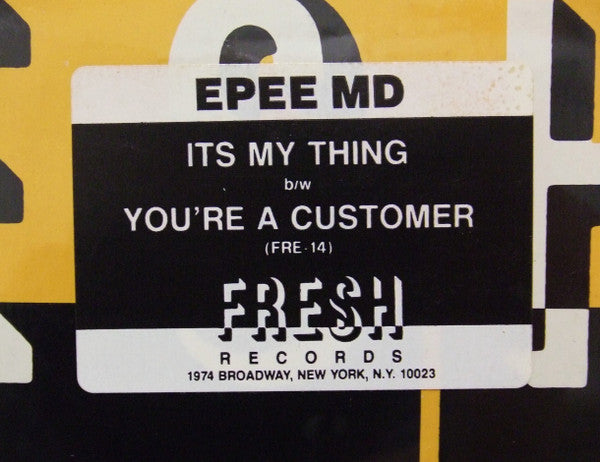 EPEE MD
ITS MY THING
b/w
YOU'RE A CUSTOMER
(FRE-14)
FRESH
RECORDS
1974 BROADWAY, NEW YORK, N.Y. 10023